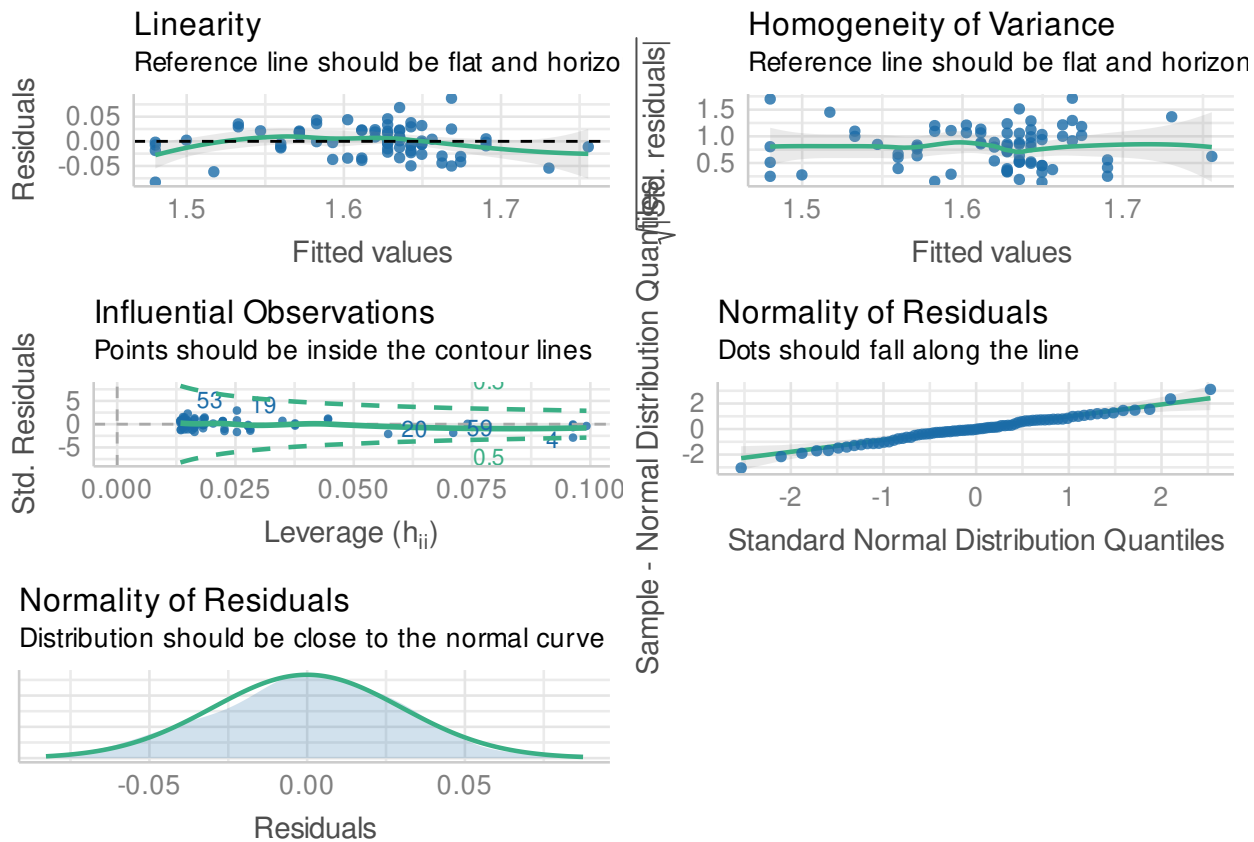 Linearity
Reference line should be flat and horizo
Residuals
0.05
0.00
-0.05
1.5
1.6
1.7
Fitted values
Homogeneity of Variance
Reference line should be flat and horizon
√|Std. residuals|
1.5
1.0
0.5
1.5
1.6
1.7
Fitted values
Influential Observations
Points should be inside the contour lines
Std. Residuals
5
0
-5
0.5
53
19
20
59
4
0.5
0.000
0.025
0.050
0.075
0.100
Leverage (hii)
Normality of Residuals
Dots should fall along the line
Sample - Normal Distribution Quantiles
2
0
-2
-2
-1
0
1
2
Standard Normal Distribution Quantiles
Normality of Residuals
Distribution should be close to the normal curve
-0.05
0.00
0.05
Residuals